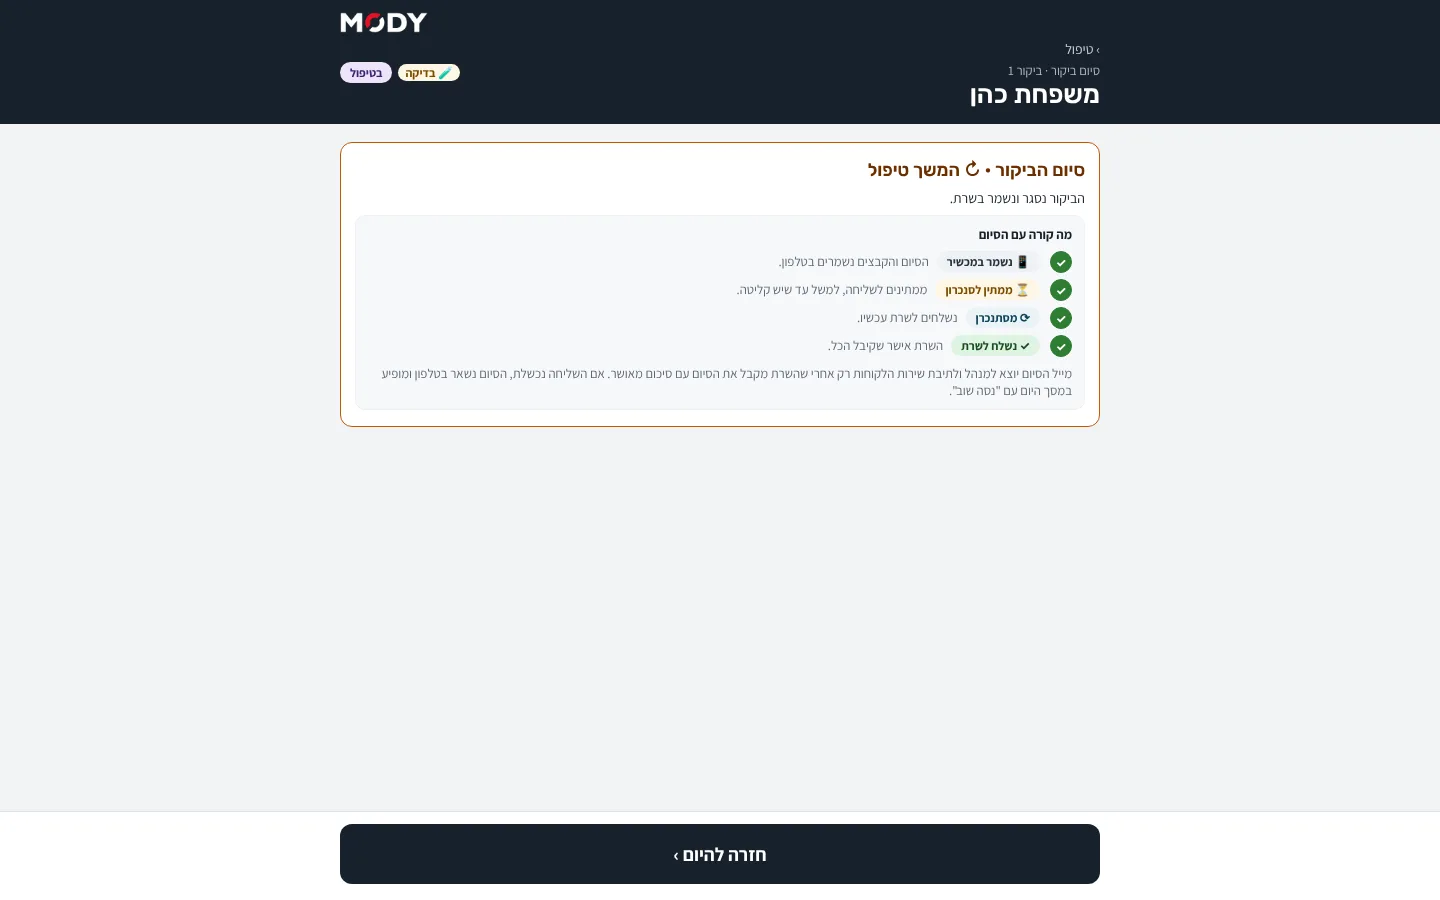 MODY
› טיפול
סיום ביקור · ביקור 1
משפחת כהן
🧪 בדיקה
בטיפול
סיום הביקור • ↻ המשך טיפול
הביקור נסגר ונשמר בשרת.
מה קורה עם הסיום
✓ 📱 נשמר במכשיר הסיום והקבצים נשמרים בטלפון.
✓ ⏳ ממתין לסנכרון ממתינים לשליחה, למשל עד שיש קליטה.
✓ ⟳ מסתנכרן נשלחים לשרת עכשיו.
✓ ✓ נשלח לשרת השרת אישר שקיבל הכל.
מייל הסיום יוצא למנהל ולתיבת שירות הלקוחות רק אחרי שהשרת מקבל את הסיום עם סיכום מאושר. אם השליחה נכשלת, הסיום נשאר בטלפון ומופיע
במסך היום עם "נסה שוב".
חזרה להיום ›